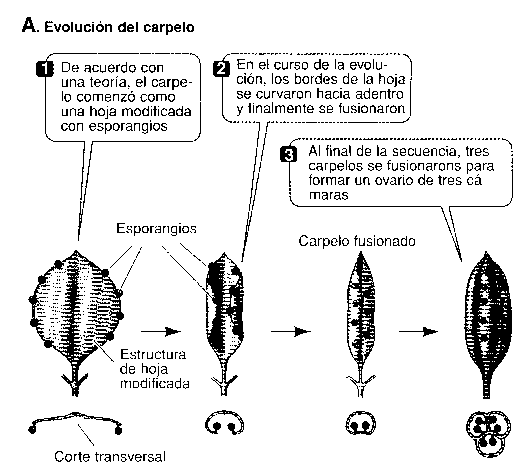 A. Evolución del carpelo
1 De acuerdo con
una teoría, el carpe-
lo comenzó como
una hoja modificada
con esporangios
2 En el curso de la evolu-
ción, los bordes de la hoja
se curvaron hacia adentro
y finalmente se fusionaron
3 Al final de la secuencia, tres
carpelos se fusionarons para
formar un ovario de tres cá
maras
Esporangios
Carpelo fusionado
Estructura
de hoja
modificada
Corte transversal